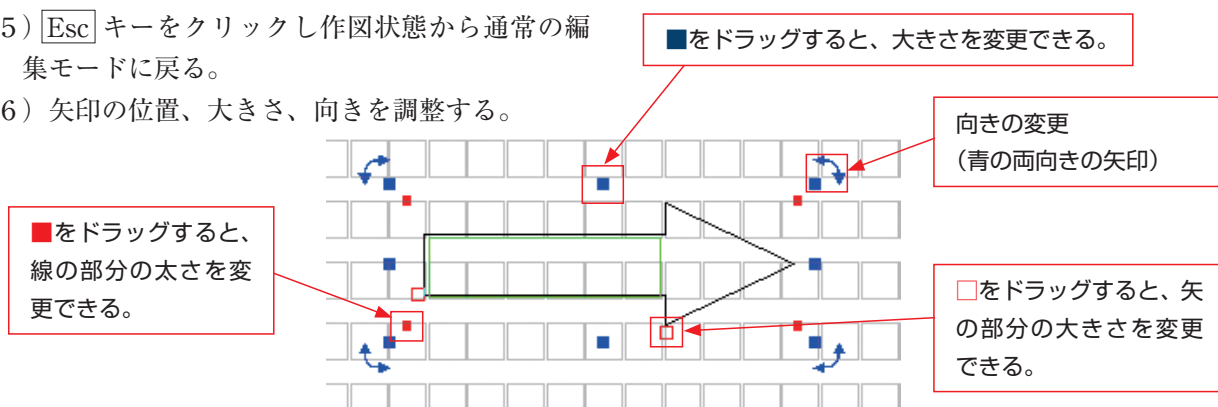 5）Escキーをクリックし作図状態から通常の編
集モードに戻る。
6）矢印の位置、大きさ、向きを調整する。
■をドラッグすると、大きさを変更できる。
向きの変更
（青の両向きの矢印）
■をドラッグすると、
線の部分の太さを変
更できる。
□をドラッグすると、矢
の部分の大きさを変更
できる。